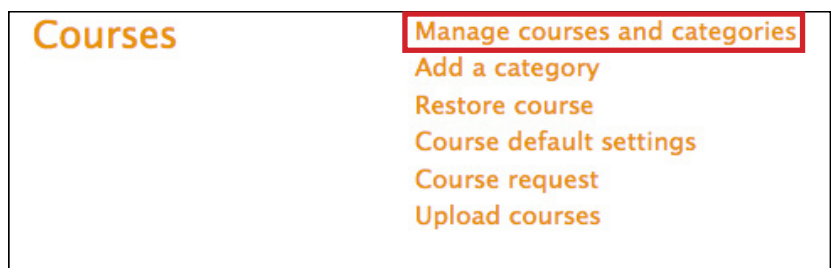 Courses
Manage courses and categories
Add a category
Restore course
Course default settings
Course request
Upload courses